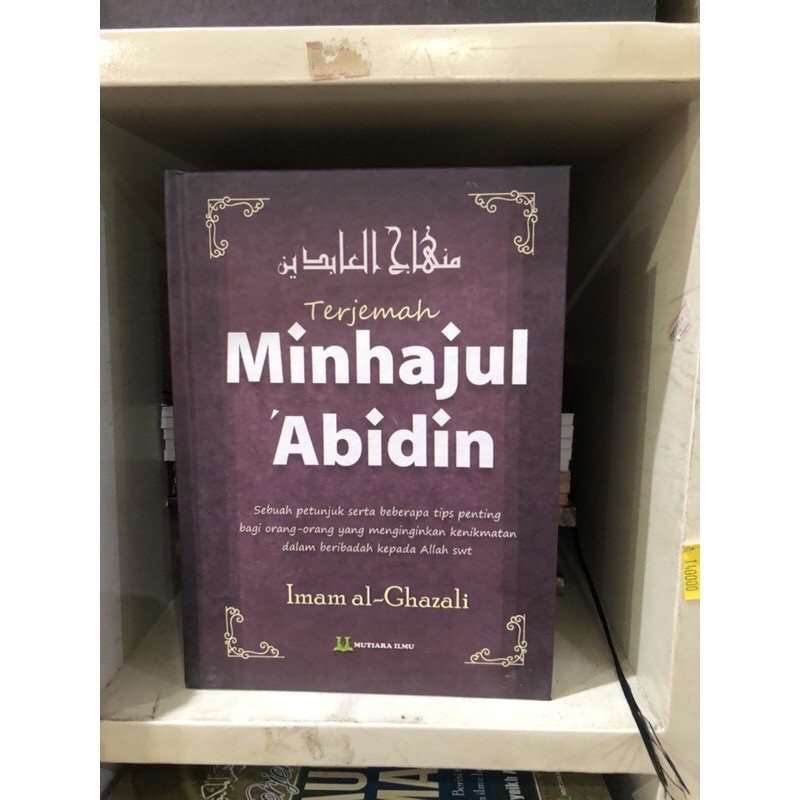 منهاج العابدين
Terjemah
Minhajul
'Abidin
Sebuah petunjuk serta beberapa tips penting
bagi orang-orang yang menginginkan kenikmatan
dalam beribadah kepada Allah swt
Imam al-Ghazali
MUTIARA ILMU
140000